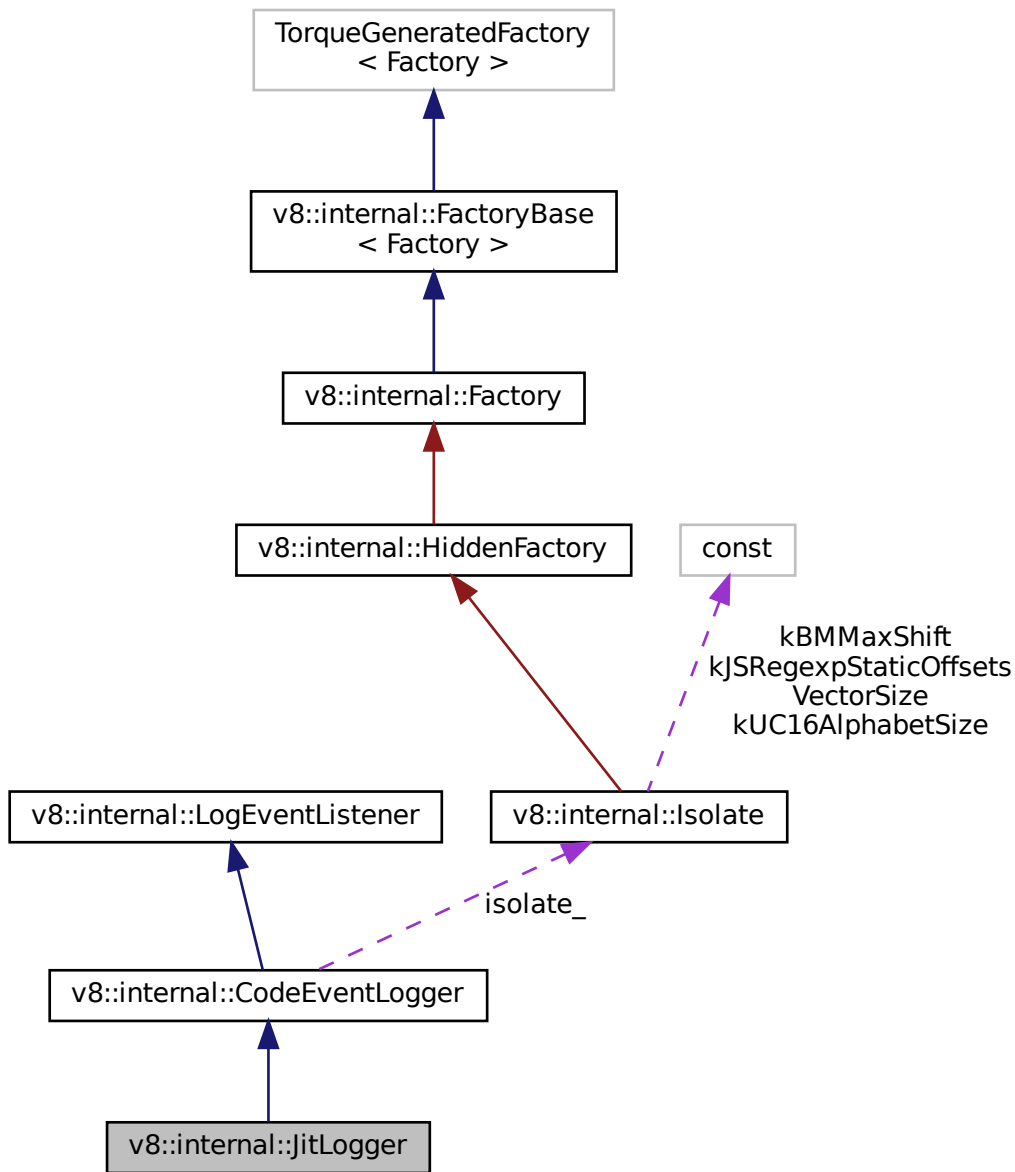 TorqueGeneratedFactory
< Factory >
v8::internal::FactoryBase
< Factory >
v8::internal::Factory
v8::internal::HiddenFactory
const
kBMMaxShift
kJSRegexpStaticOffsets
VectorSize
kUC16AlphabetSize
v8::internal::LogEventListener
v8::internal::Isolate
isolate_
v8::internal::CodeEventLogger
v8::internal::JitLogger